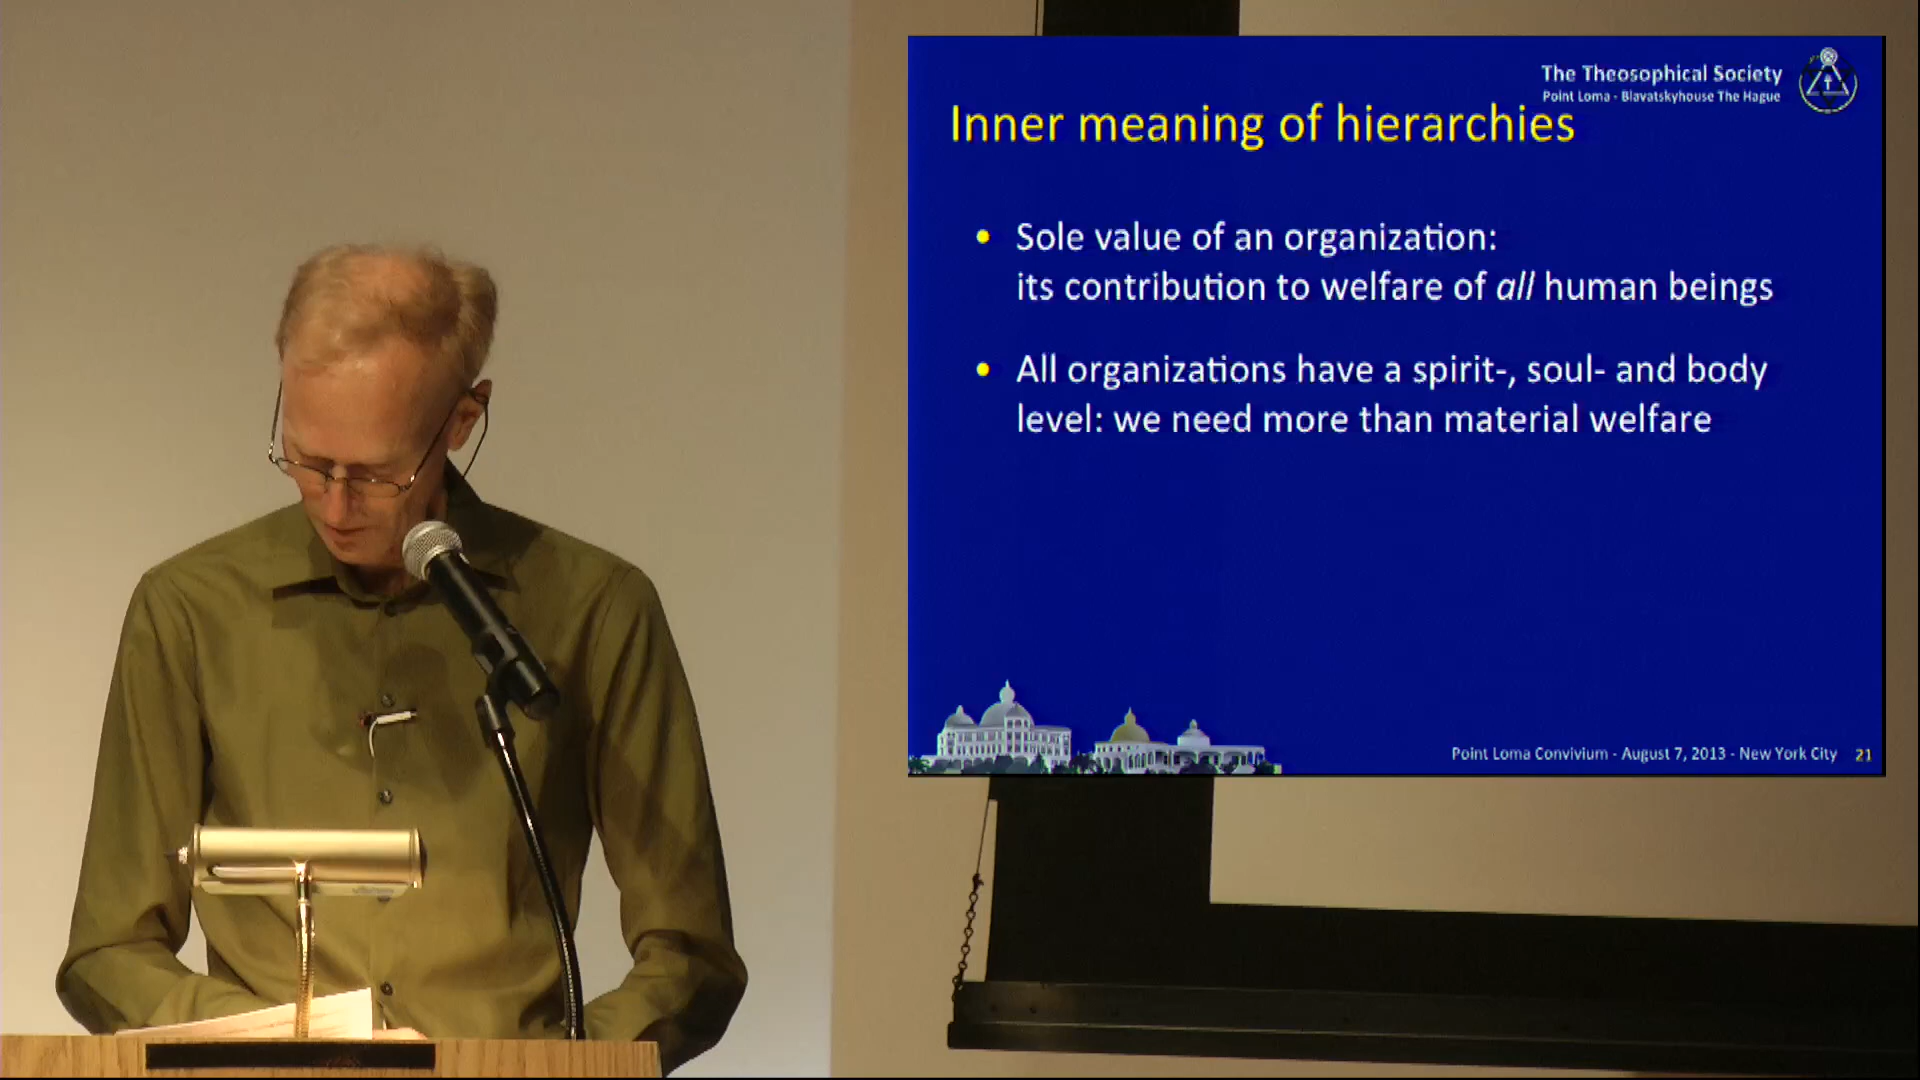 The Theosophical Society
Point Loma - Blavatskyhouse The Hague
Inner meaning of hierarchies
• Sole value of an organization:
its contribution to welfare of all human beings
• All organizations have a spirit-, soul- and body
level: we need more than material welfare
Point Loma Convivium - August 7, 2013 - New York City 21